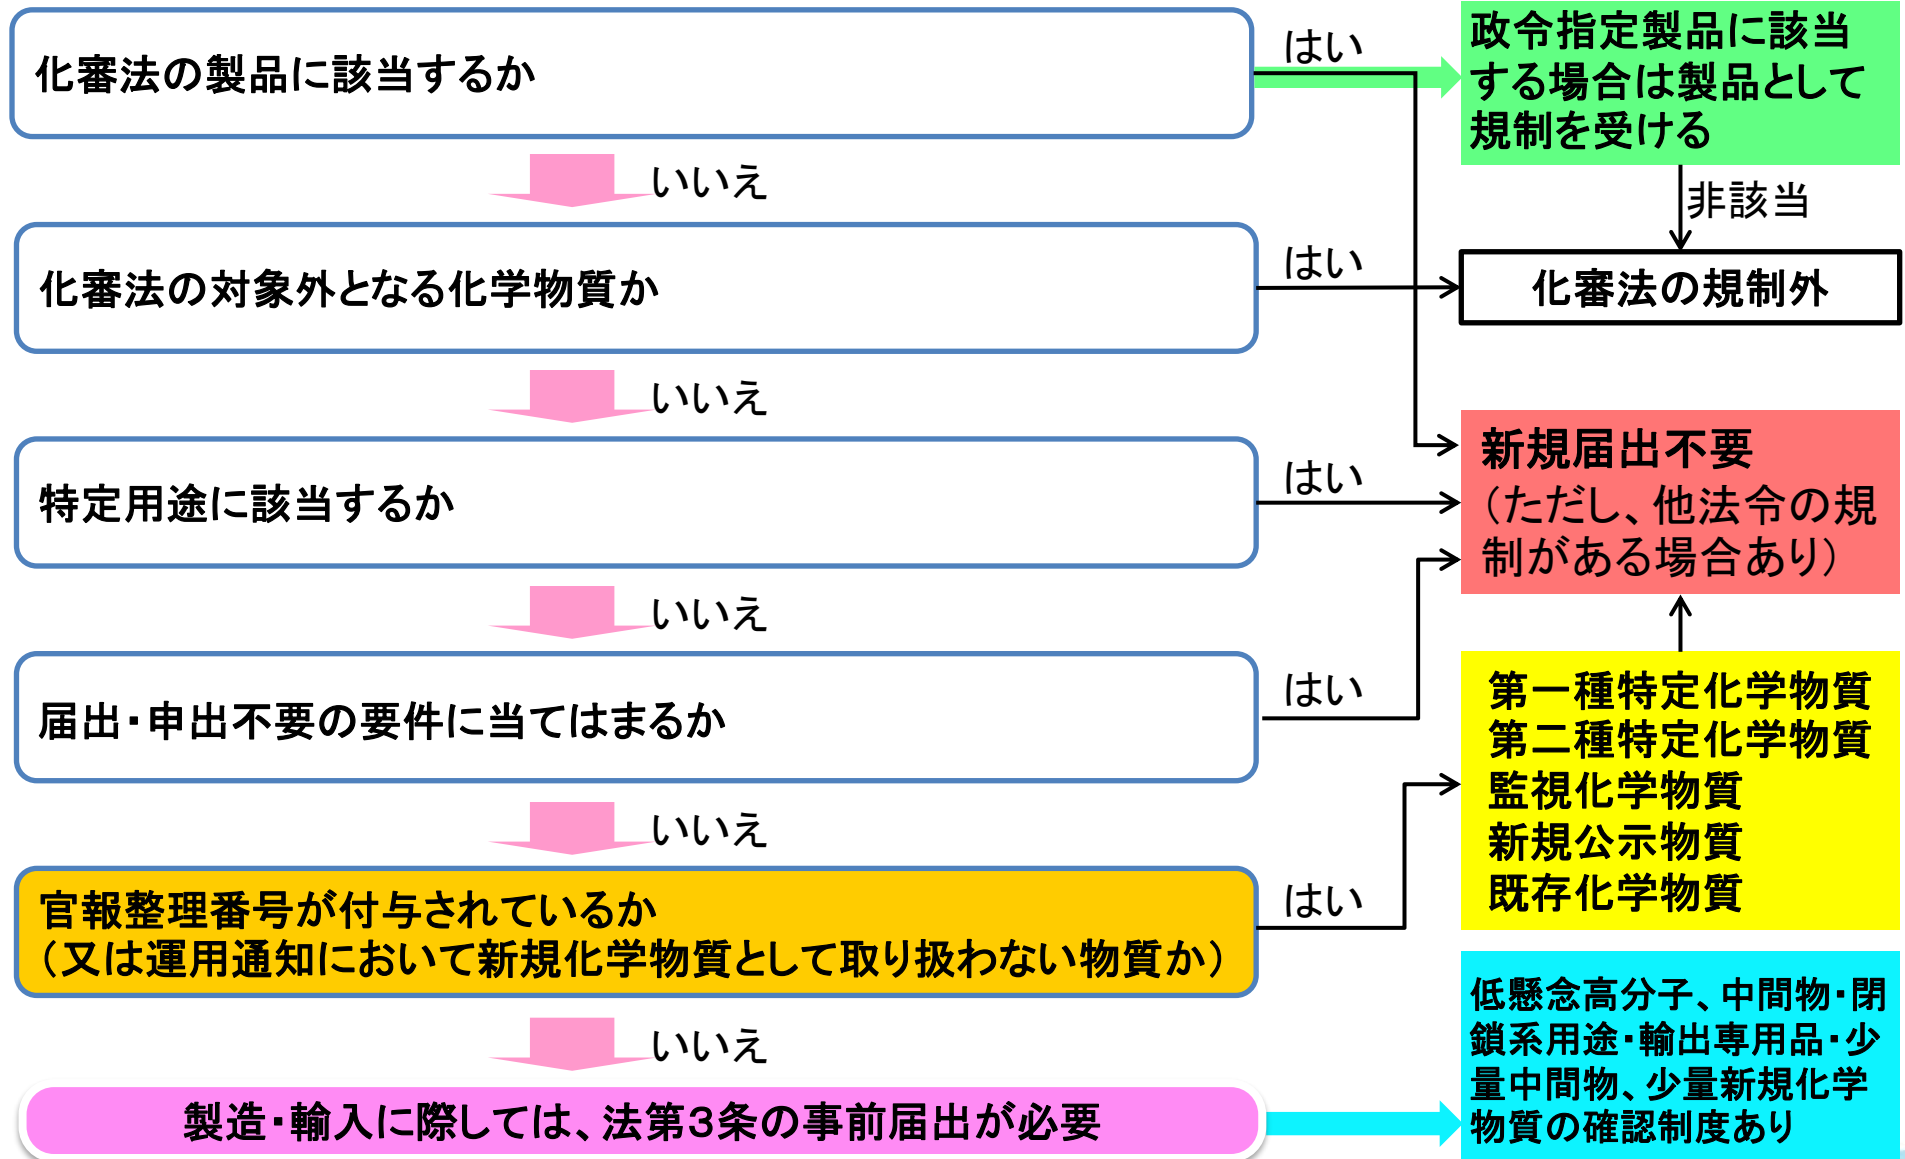 化審法の製品に該当するか
はい
政令指定製品に該当
する場合は製品として
規制を受ける
いいえ
非該当
化審法の対象外となる化学物質か
はい
化審法の規制外
いいえ
特定用途に該当するか
はい
新規届出不要
（ただし、他法令の規
制がある場合あり）
いいえ
届出・申出不要の要件に当てはまるか
はい
第一種特定化学物質
第二種特定化学物質
監視化学物質
新規公示物質
既存化学物質
いいえ
官報整理番号が付与されているか
（又は運用通知において新規化学物質として取り扱わない物質か）
はい
いいえ
製造・輸入に際しては、法第３条の事前届出が必要
低懸念高分子、中間物・閉
鎖系用途・輸出専用品・少
量中間物、少量新規化学
物質の確認制度あり